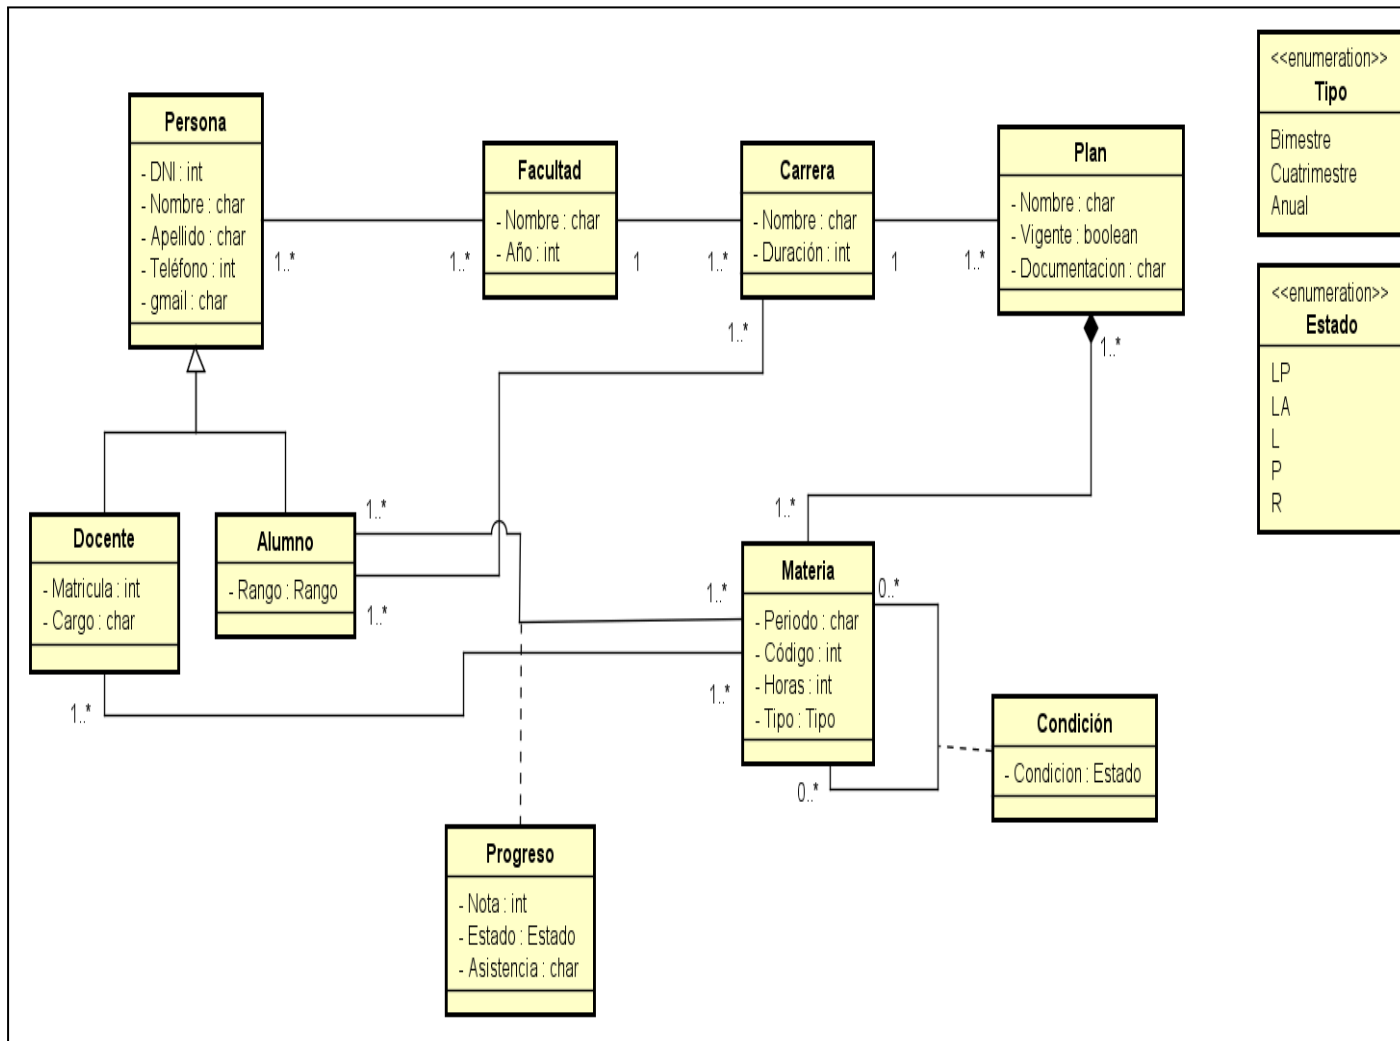 Persona
- DNI : int
- Nombre : char
- Apellido : char
- Teléfono : int
- gmail : char
1..*
1..*
Facultad
- Nombre : char
- Año : int
1
1..*
Carrera
- Nombre : char
- Duración : int
1
1..*
1..*
Plan
- Nombre : char
- Vigente : boolean
- Documentacion : char
1..*
<<enumeration>>
Tipo
Bimestre
Cuatrimestre
Anual
<<enumeration>>
Estado
LP
LA
L
P
R
Docente
- Matricula : int
- Cargo : char
1..*
Alumno
- Rango : Rango
1..*
1..*
1..*
1..*
1..*
Materia
- Periodo : char
- Código : int
- Horas : int
- Tipo : Tipo
0..*
0..*
Condición
- Condicion : Estado
Progreso
- Nota : int
- Estado : Estado
- Asistencia : char